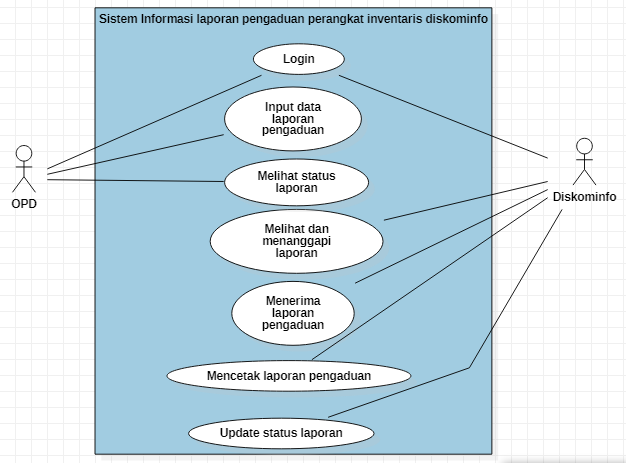 Sistem Informasi laporan pengaduan perangkat inventaris diskominfo
Login
Input data
laporan
pengaduan
Melihat status
laporan
OPD
Diskominfo
Melihat dan
menanggapi
laporan
Menerima
laporan
pengaduan
Mencetak laporan pengaduan
Update status laporan